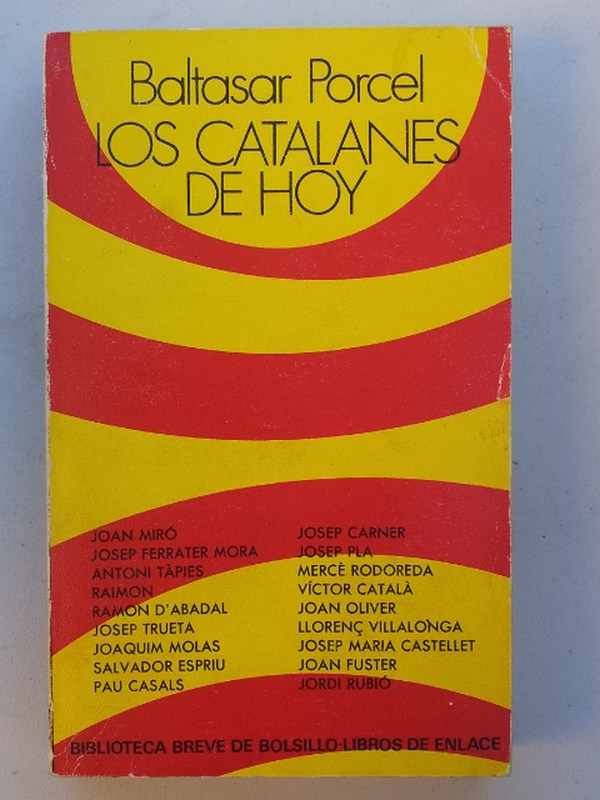 Baltasar Porcel
LOS CATALANES
DE HOY
JOAN MIRÓ
JOSEP FERRATER MORA
ANTONI TÀPIES
RAIMON
RAMON D'ABADAL
JOSEP TRUETA
JOAQUIM MOLAS
SALVADOR ESPRIU
PAU CASALS
JOSEP CARNER
JOSEP PLA
MERCÈ RODOREDA
VÍCTOR CATALÀ
JOAN OLIVER
LLORENÇ VILLALONGA
JOSEP MARIA CASTELLET
JOAN FUSTER
JORDI RUBIÓ
BIBLIOTECA BREVE DE BOLSILLO-LIBROS DE ENLACE